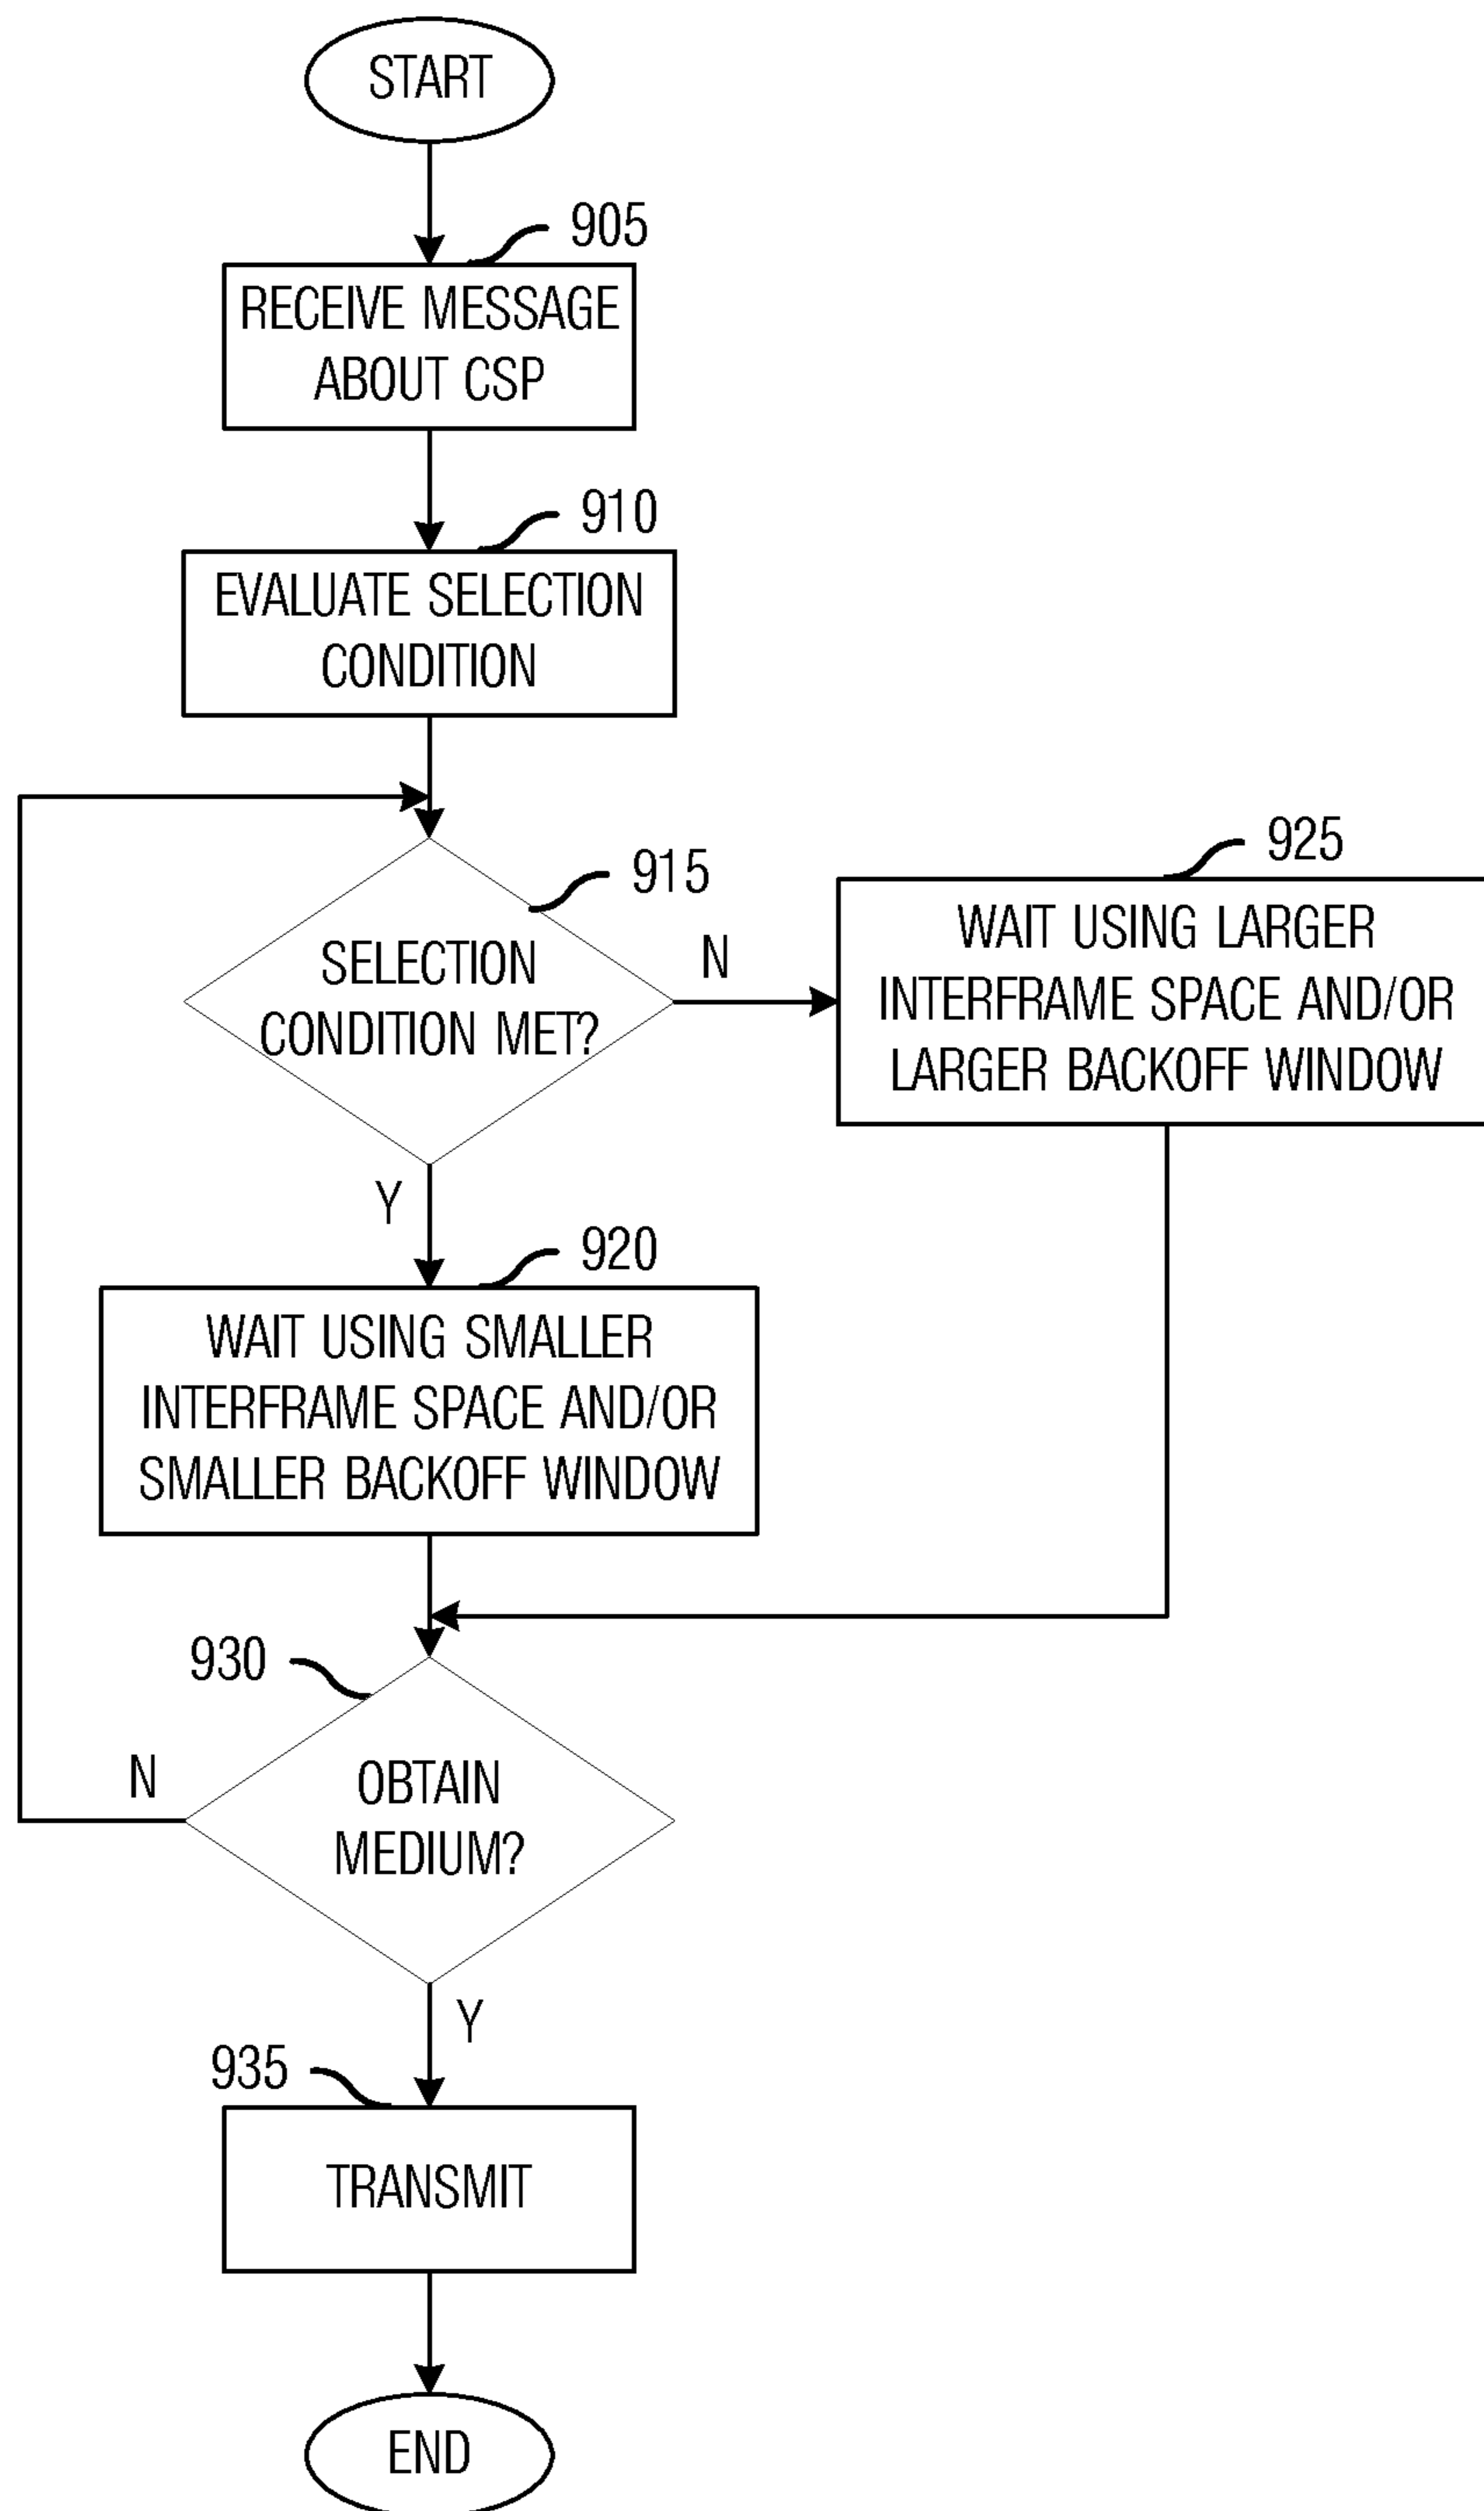 START
905
RECEIVE MESSAGE
ABOUT CSP
910
EVALUATE SELECTION
CONDITION
915
SELECTION
CONDITION MET?
N
925
WAIT USING LARGER
INTERFRAME SPACE AND/OR
LARGER BACKOFF WINDOW
Y
920
WAIT USING SMALLER
INTERFRAME SPACE AND/OR
SMALLER BACKOFF WINDOW
930
OBTAIN
MEDIUM?
N
Y
935
TRANSMIT
END